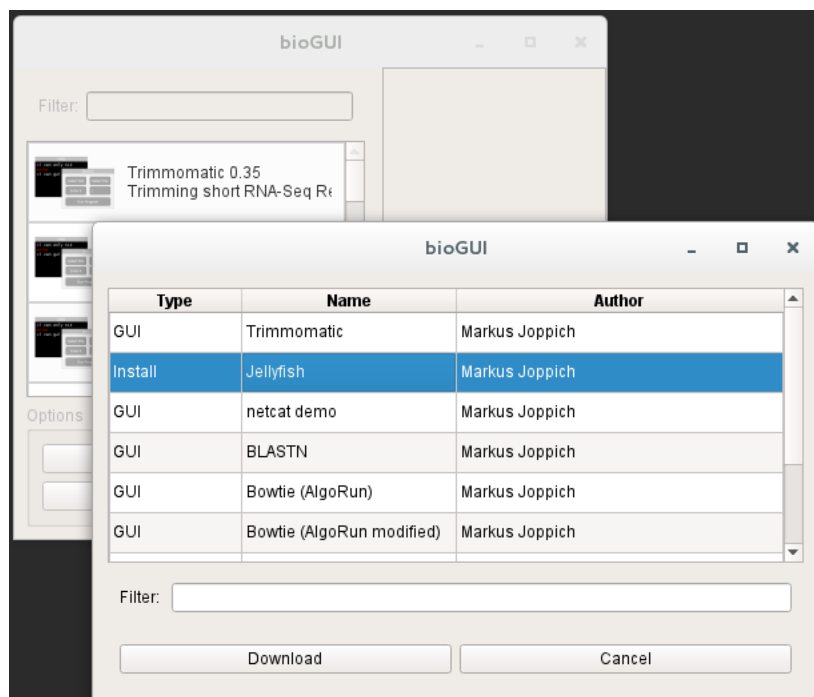 bioGUI
Filter:
Trimmomatic 0.35
Trimming short RNA-Seq Re
Options
bioGUI
Type Name Author
GUI Trimmomatic Markus Joppich
Install Jellyfish Markus Joppich
GUI netcat demo Markus Joppich
GUI BLASTN Markus Joppich
GUI Bowtie (AlgoRun) Markus Joppich
GUI Bowtie (AlgoRun modified) Markus Joppich
Filter:
Download Cancel